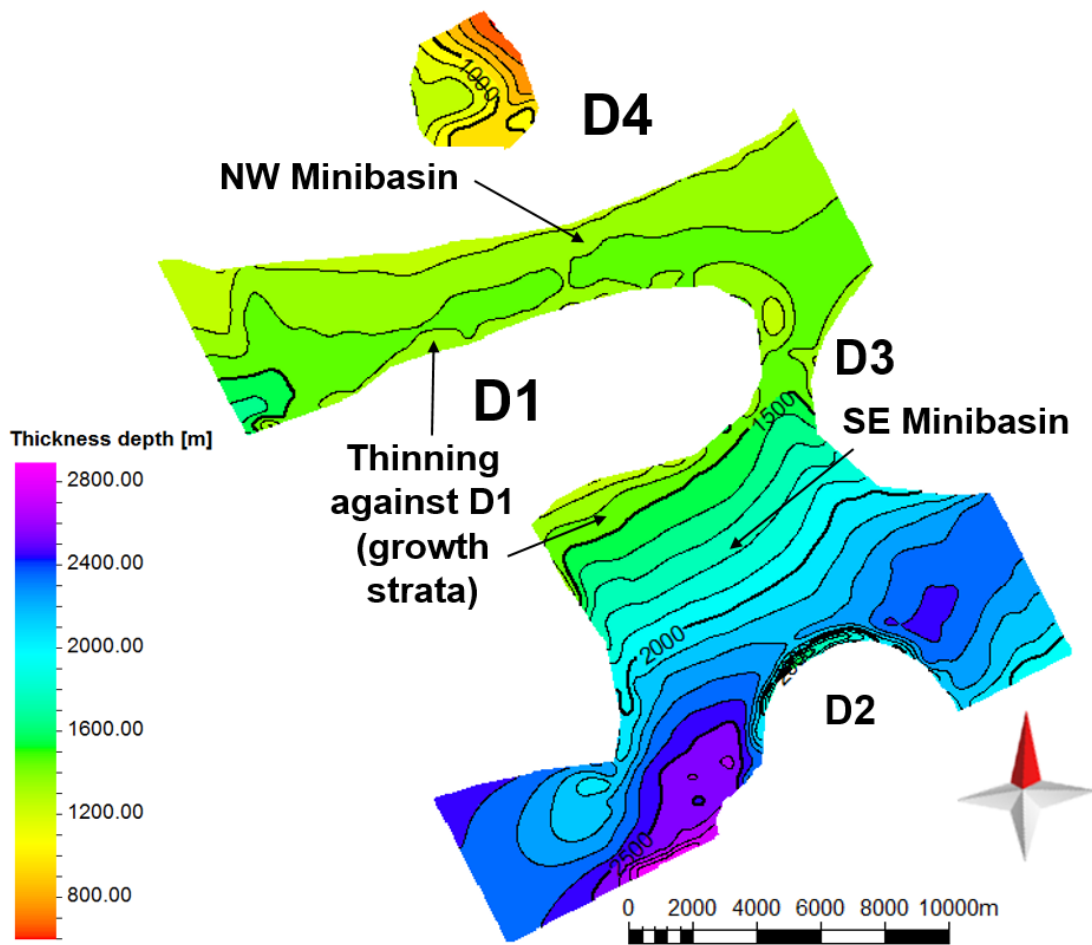 1000
D4
NW Minibasin
D3
D1
1500
SE Minibasin
Thickness depth [m]
2800.00
2400.00
2000.00
1600.00
1200.00
800.00
Thinning
against D1
(growth
strata)
2000
D2
2500
0 2000 4000 6000 8000 10000m